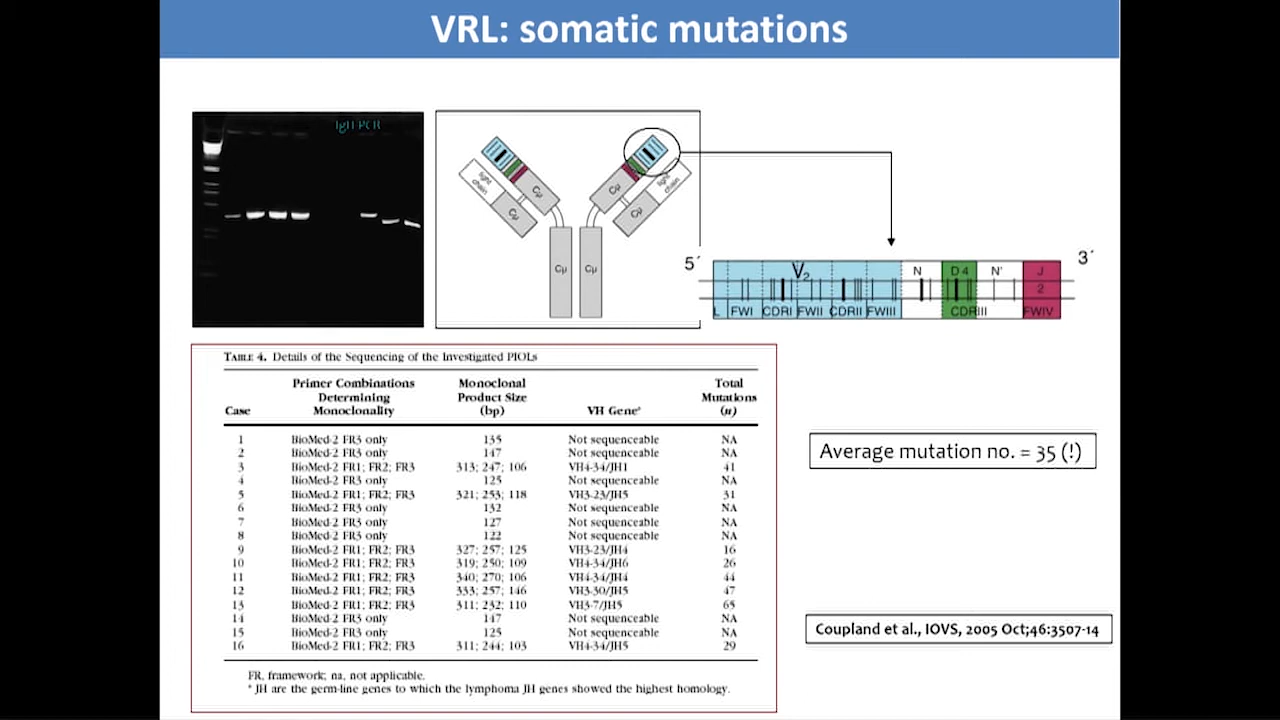 VRL: somatic mutations
IgH PCR
light chain
Cμ
Cμ
Cμ
Cμ
light chain
Cμ
Cμ
5´
3´
V2 N D 4 N' J 2
L FWI CDRI FWII CDRII FWIII CDRIII FWIV
TABLE 4. Details of the Sequencing of the Investigated PIOLs
Case Primer Combinations Determining Monoclonality Monoclonal Product Size (bp) VH Gene* Total Mutations (n)
1 BioMed-2 FR3 only 135 Not sequenceable NA
2 BioMed-2 FR3 only 147 Not sequenceable NA
3 BioMed-2 FR1; FR2; FR3 313; 247; 106 VH4-34/JH1 41
4 BioMed-2 FR3 only 125 Not sequenceable NA
5 BioMed-2 FR1; FR2; FR3 321; 253; 118 VH3-23/JH5 31
6 BioMed-2 FR3 only 132 Not sequenceable NA
7 BioMed-2 FR3 only 127 Not sequenceable NA
8 BioMed-2 FR3 only 122 Not sequenceable NA
9 BioMed-2 FR1; FR2; FR3 327; 257; 125 VH3-23/JH4 16
10 BioMed-2 FR1; FR2; FR3 319; 250; 109 VH4-34/JH6 26
11 BioMed-2 FR1; FR2; FR3 340; 270; 106 VH4-34/JH4 44
12 BioMed-2 FR1; FR2; FR3 333; 257; 146 VH3-30/JH5 47
13 BioMed-2 FR1; FR2; FR3 311; 232; 110 VH3-7/JH5 65
14 BioMed-2 FR3 only 147 Not sequenceable NA
15 BioMed-2 FR3 only 125 Not sequenceable NA
16 BioMed-2 FR1; FR2; FR3 311; 244; 103 VH4-34/JH5 29
FR, framework; na, not applicable.
* JH are the germ-line genes to which the lymphoma JH genes showed the highest homology.
Average mutation no. = 35 (!)
Coupland et al., IOVS, 2005 Oct;46:3507-14